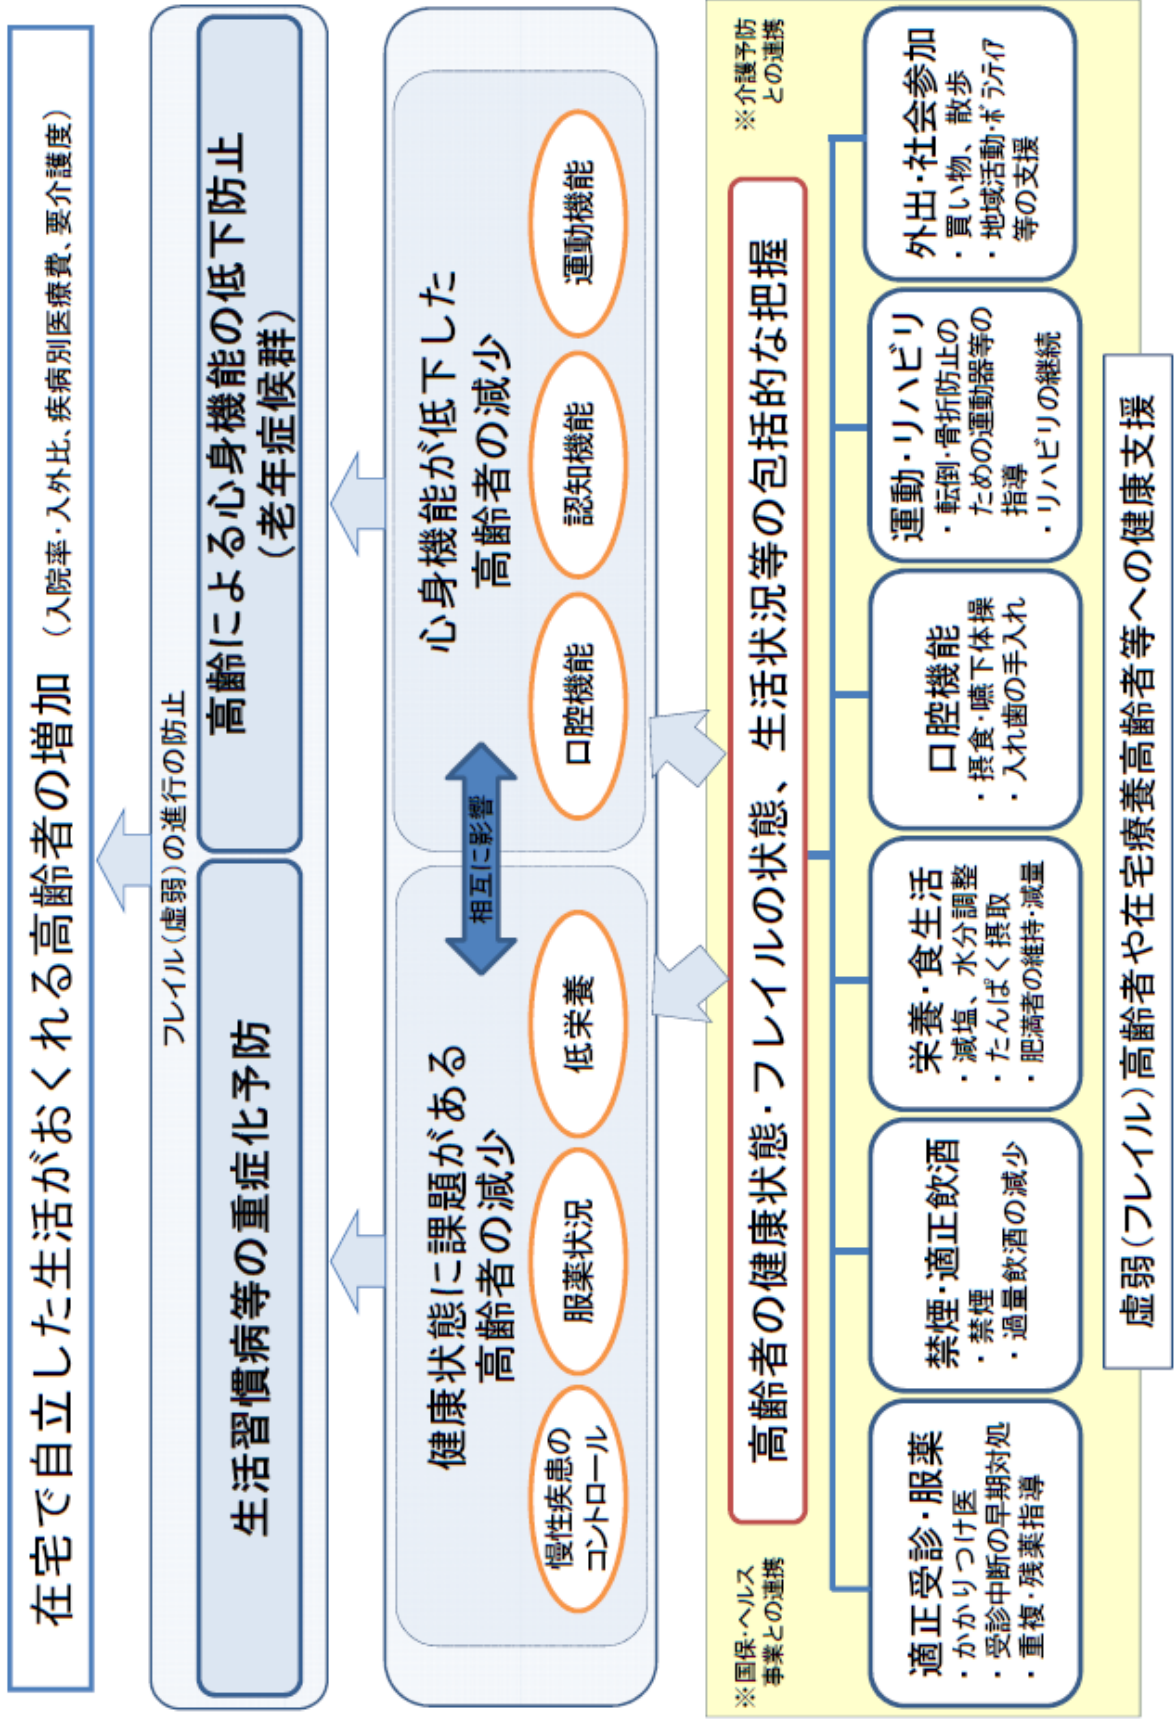 在宅で自立した生活がおくれる高齢者の増加 (入院率・入外比、疾病別医療費、要介護度)
フレイル(虚弱)の進行の防止
生活習慣病等の重症化予防
高齢による心身機能の低下防止
(老年症候群)
健康状態に課題がある
高齢者の減少
慢性疾患の
コントロール
服薬状況
低栄養
相互に影響
心身機能が低下した
高齢者の減少
口腔機能
認知機能
運動機能
※国保・ヘルス
事業との連携
高齢者の健康状態・フレイルの状態、生活状況等の包括的な把握
※介護予防
との連携
適正受診・服薬
・かかりつけ医
・受診中断の早期対処
・重複・残薬指導
禁煙・適正飲酒
・禁煙
・過量飲酒の減少
栄養・食生活
・減塩、水分調整
・たんぱく摂取
・肥満者の維持・減量
口腔機能
・摂食・嚥下体操
・入れ歯の手入れ
運動・リハビリ
・転倒・骨折防止の
ための運動器等の
指導
・リハビリの継続
外出・社会参加
・買い物、散歩
・地域活動・ボランティア
等の支援
虚弱(フレイル)高齢者や在宅療養高齢者等への健康支援